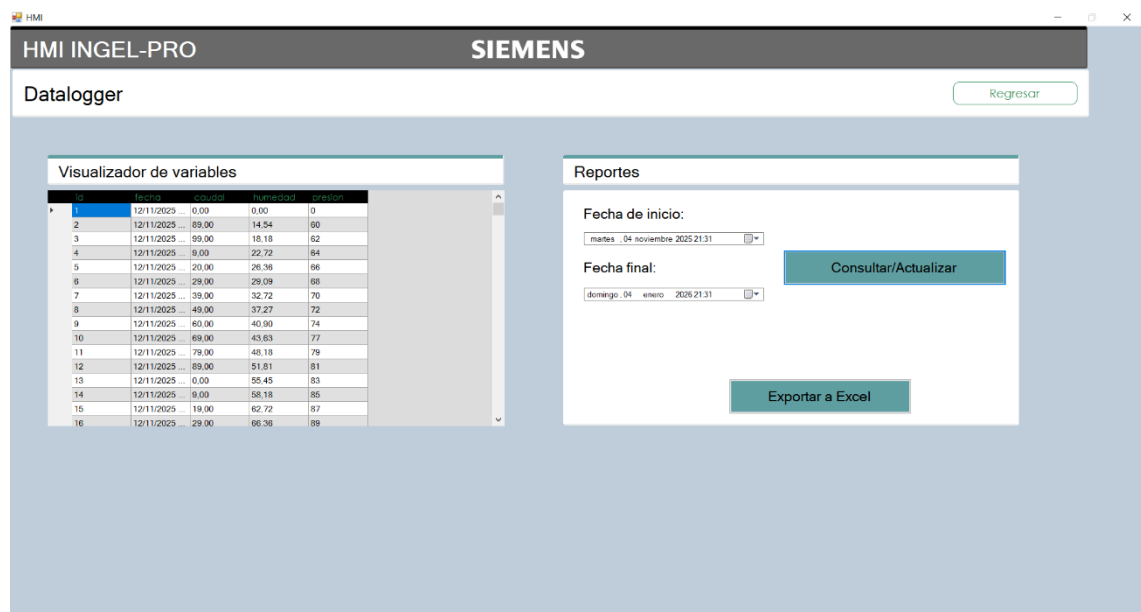 HMI
HMI INGEL-PRO SIEMENS
Datalogger Regresar
Visualizador de variables
id fecha caudal humedad presion
1 12/11/2025 ... 0,00 0,00 0
2 12/11/2025 ... 89,00 14,54 60
3 12/11/2025 ... 99,00 18,18 62
4 12/11/2025 ... 9,00 22,72 64
5 12/11/2025 ... 20,00 26,36 66
6 12/11/2025 ... 29,00 29,09 68
7 12/11/2025 ... 39,00 32,72 70
8 12/11/2025 ... 49,00 37,27 72
9 12/11/2025 ... 60,00 40,90 74
10 12/11/2025 ... 69,00 43,63 77
11 12/11/2025 ... 79,00 48,18 79
12 12/11/2025 ... 89,00 51,81 81
13 12/11/2025 ... 0,00 55,45 83
14 12/11/2025 ... 9,00 58,18 85
15 12/11/2025 ... 19,00 62,72 87
16 12/11/2025 ... 29,00 66,36 89
Reportes
Fecha de inicio:
martes , 04 noviembre 2025 21:31
Fecha final:
domingo , 04 enero 2026 21:31
Consultar/Actualizar
Exportar a Excel